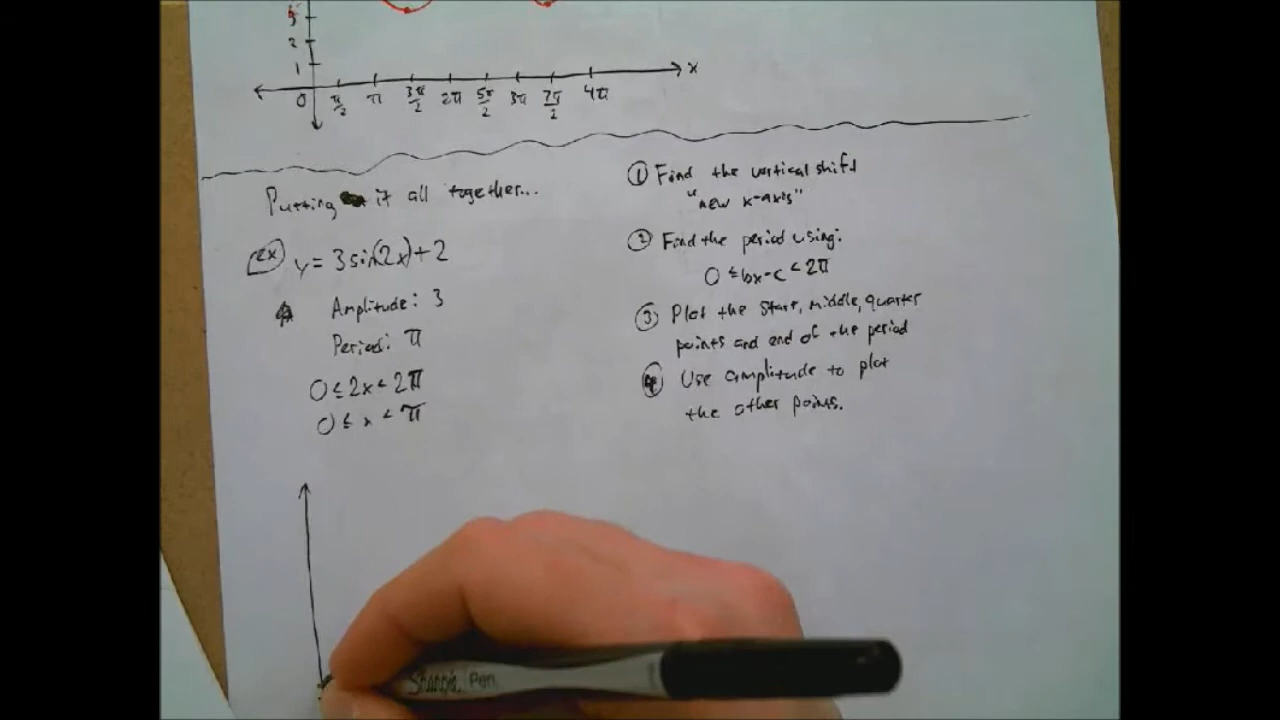 3
2
1
0 π/2 π 3π/2 2π 5π/2 3π 7π/2 4π x
Putting it all together...
Ex y = 3 sin(2x) + 2
Amplitude: 3
Period: π
0 ≤ 2x < 2π
0 ≤ x < π
① Find the vertical shift
"new x-axis"
② Find the period using:
0 ≤ bx-c < 2π
③ Plot the start, middle, quarter
points and end of the period
④ Use amplitude to plot
the other points.
Sharpie Pen.